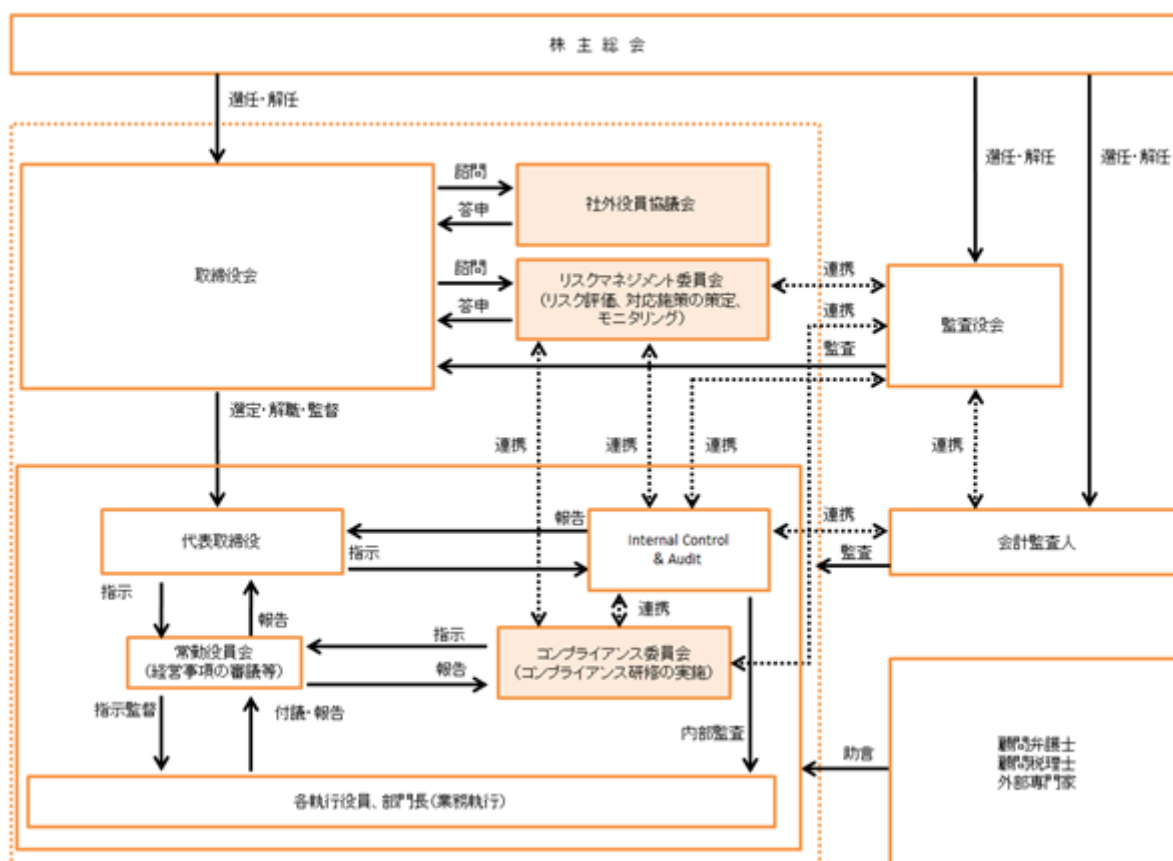 株 主 総 会
選任・解任
選任・解任
選任・解任
諮問
社外役員協議会
答申
取締役会
諮問
リスクマネジメント委員会
(リスク評価、対応施策の策定、
モニタリング)
答申
連携
連携
監査役会
監査
選定・解職・監督
連携
連携
連携
連携
代表取締役
報告
指示
Internal Control
& Audit
連携
監査
会計監査人
指示
報告
連携
常勤役員会
(経営事項の審議等)
指示
報告
コンプライアンス委員会
(コンプライアンス研修の実施)
指示監督
付議・報告
内部監査
助言
顧問弁護士
顧問税理士
外部専門家
各執行役員、部門長(業務執行)